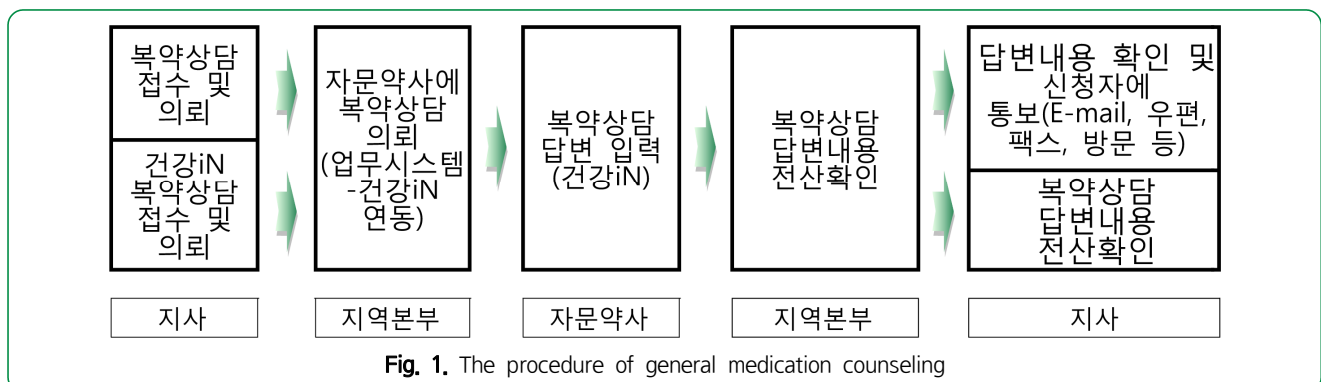 복약상담
접수 및
의뢰
건강iN
복약상담
접수 및
의뢰
자문약사에
복약상담
의뢰
(업무시스템
-건강iN
연동)
복약상담
답변 입력
(건강iN)
복약상담
답변내용
전산확인
답변내용 확인 및
신청자에
통보(E-mail, 우편,
팩스, 방문 등)
복약상담
답변내용
전산확인
지사
지역본부
자문약사
지역본부
지사
Fig. 1. The procedure of general medication counseling